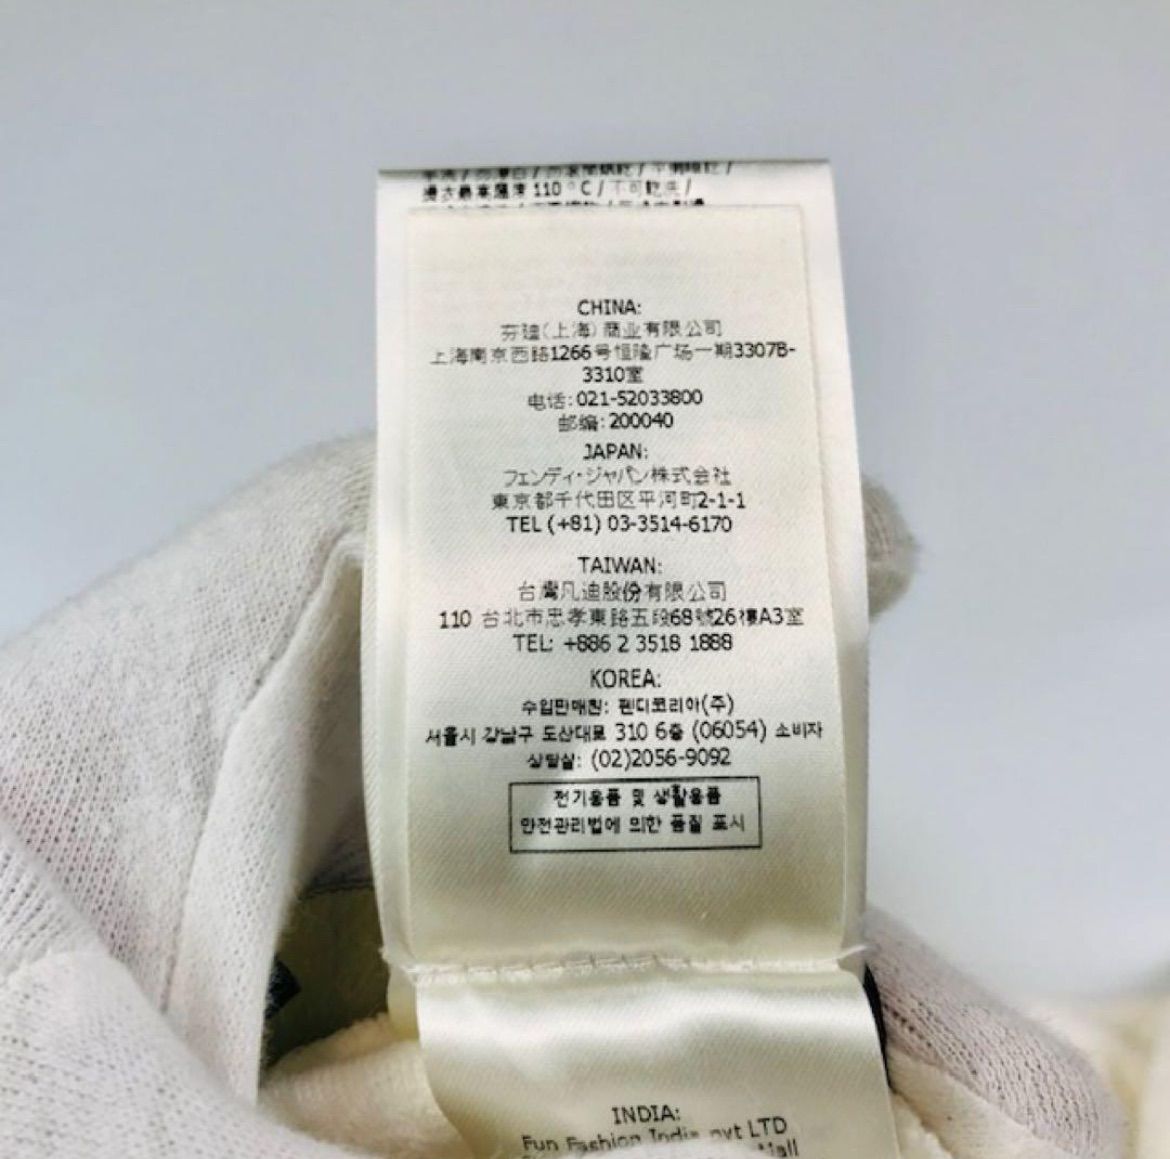 燙衣最高溫度 110 °C / 不可乾洗 /
CHINA:
芬迪(上海) 商业有限公司
上海南京西路1266号恒隆广场一期3307B-
3310室
电话: 021-52033800
邮编: 200040
JAPAN:
フェンディ・ジャパン株式会社
東京都千代田区平河町2-1-1
TEL (+81) 03-3514-6170
TAIWAN:
台灣凡迪股份有限公司
110 台北市忠孝東路五段68號26樓A3室
TEL: +886 2 3518 1888
KOREA:
수입판매원: 펜디코리아(주)
서울시 강남구 도산대로 310 6층 (06054) 소비자
상담실: (02)2056-9092
전기용품 및 생활용품
안전관리법에 의한 품질 표시
INDIA:
Fun Fashion India pvt LTD